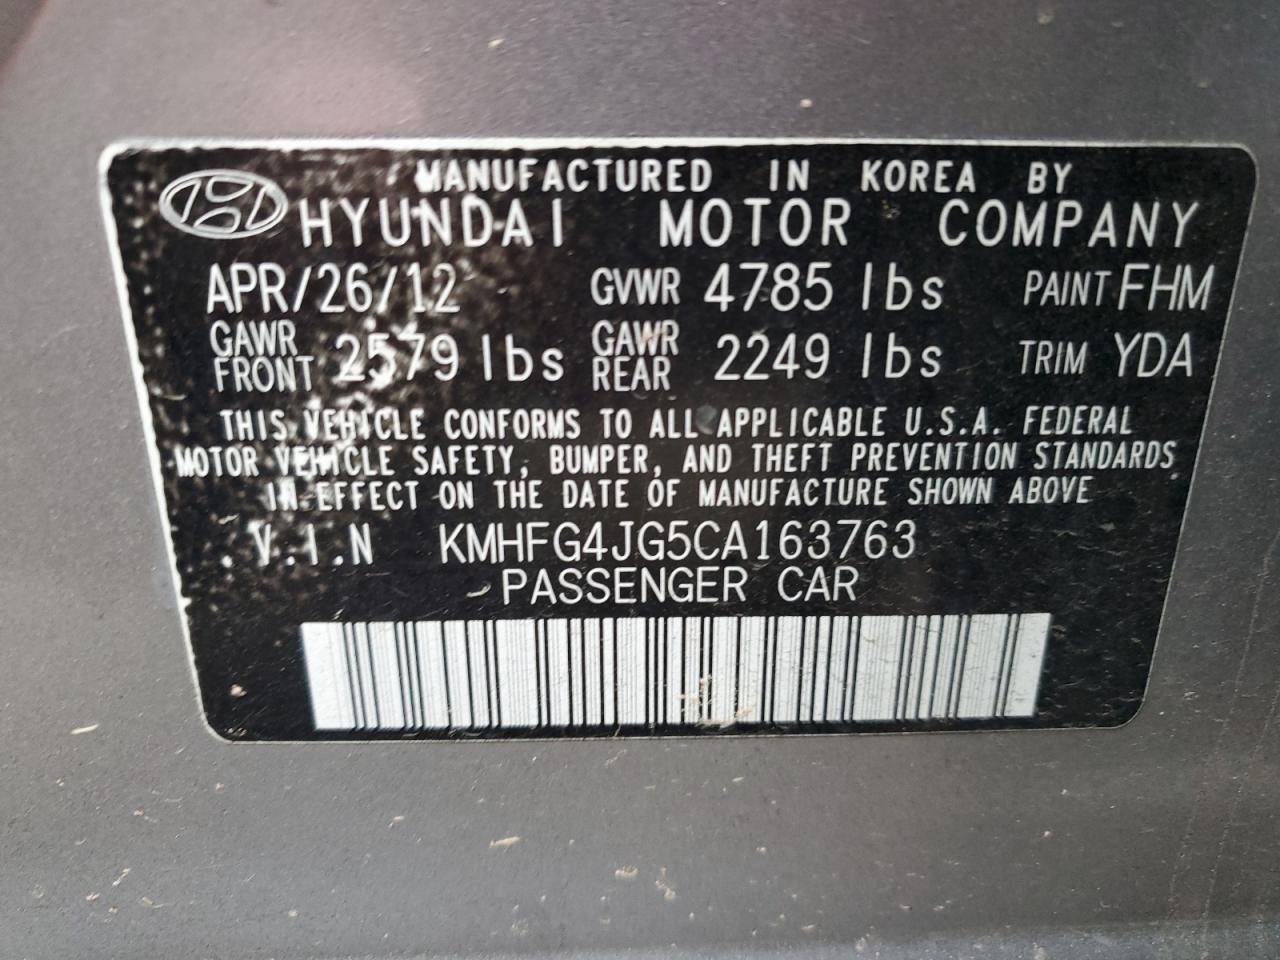 MANUFACTURED IN KOREA BY
HYUNDAI MOTOR COMPANY
APR/26/12 GVWR 4785 lbs PAINT FHM
GAWR FRONT 2579 lbs GAWR REAR 2249 lbs TRIM YDA
THIS VEHICLE CONFORMS TO ALL APPLICABLE U.S.A. FEDERAL
MOTOR VEHICLE SAFETY, BUMPER, AND THEFT PREVENTION STANDARDS
IN EFFECT ON THE DATE OF MANUFACTURE SHOWN ABOVE
.V.I.N KMHFG4JG5CA163763
PASSENGER CAR